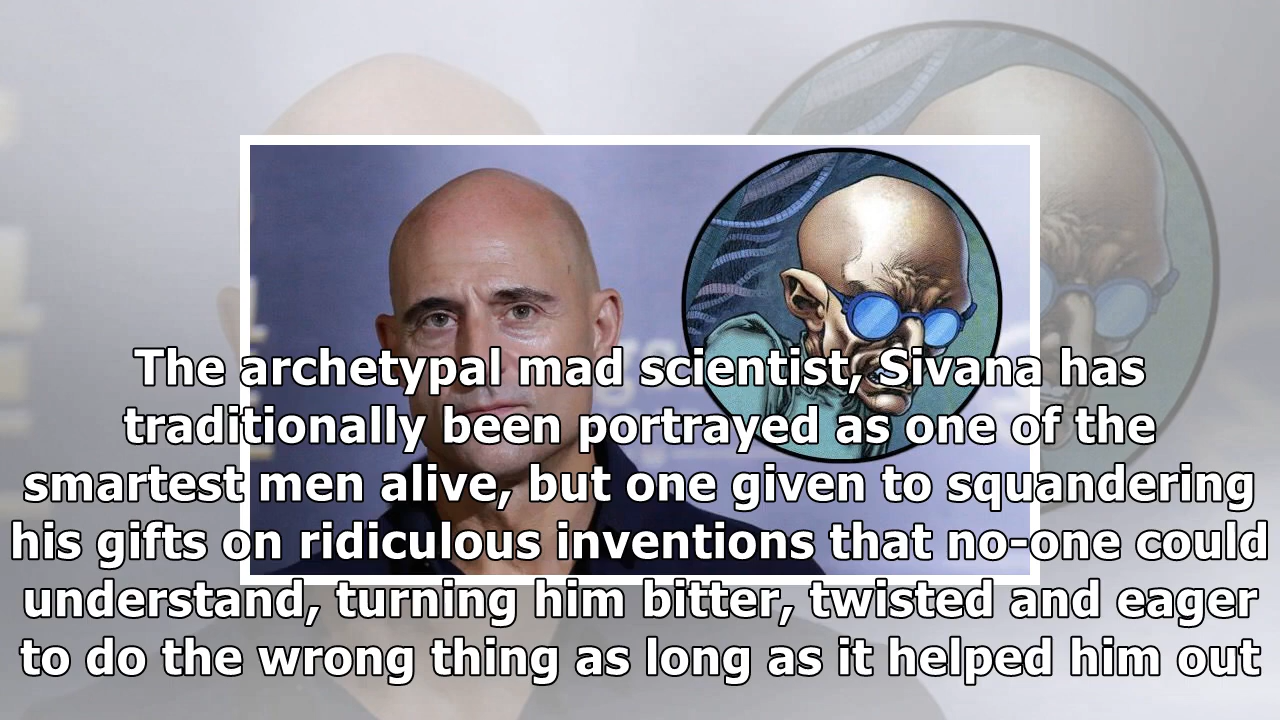 The archetypal mad scientist, Sivana has
traditionally been portrayed as one of the
smartest men alive, but one given to squandering
his gifts on ridiculous inventions that no-one could
understand, turning him bitter, twisted and eager
to do the wrong thing as long as it helped him out